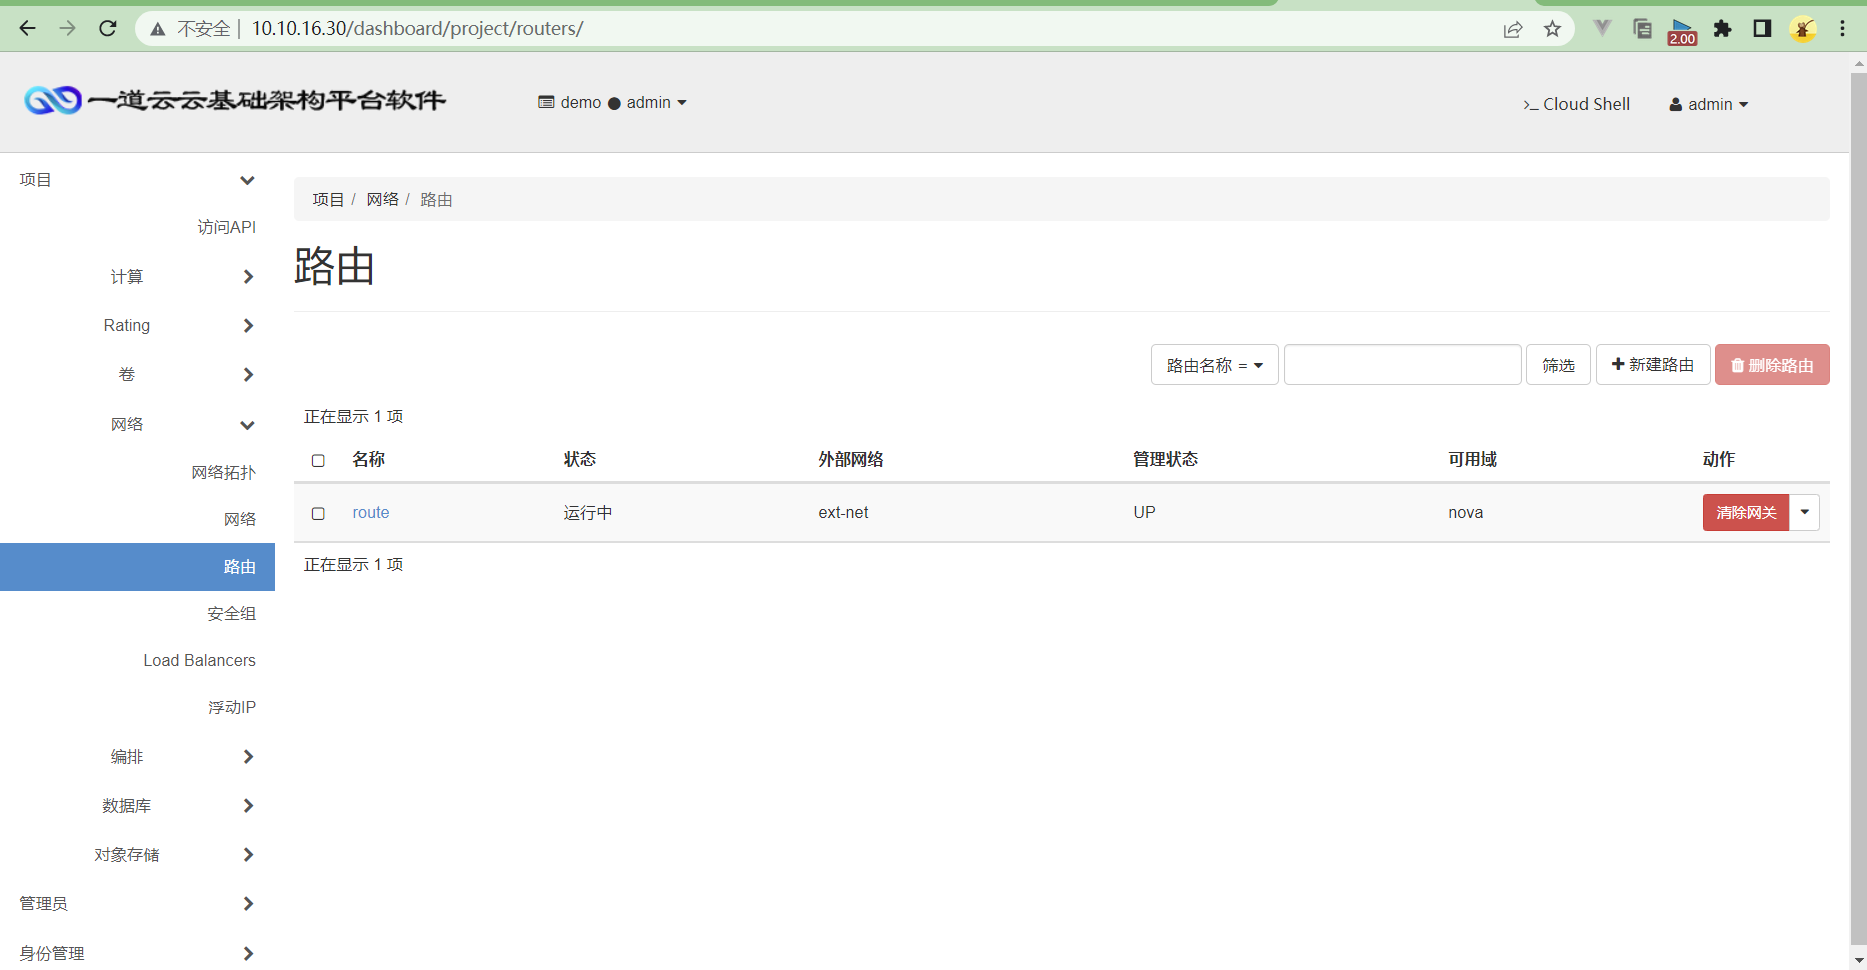 不安全 | 10.10.16.30/dashboard/project/routers/
2.00
一道云云基础架构平台软件
demo ● admin
>_ Cloud Shell
admin
项目
访问API
计算
Rating
卷
网络
网络拓扑
网络
路由
安全组
Load Balancers
浮动IP
编排
数据库
对象存储
管理员
身份管理
项目 / 网络 / 路由
路由
路由名称 =
筛选
新建路由
删除路由
正在显示 1 项
名称 状态 外部网络 管理状态 可用域 动作
route 运行中 ext-net UP nova 清除网关
正在显示 1 项